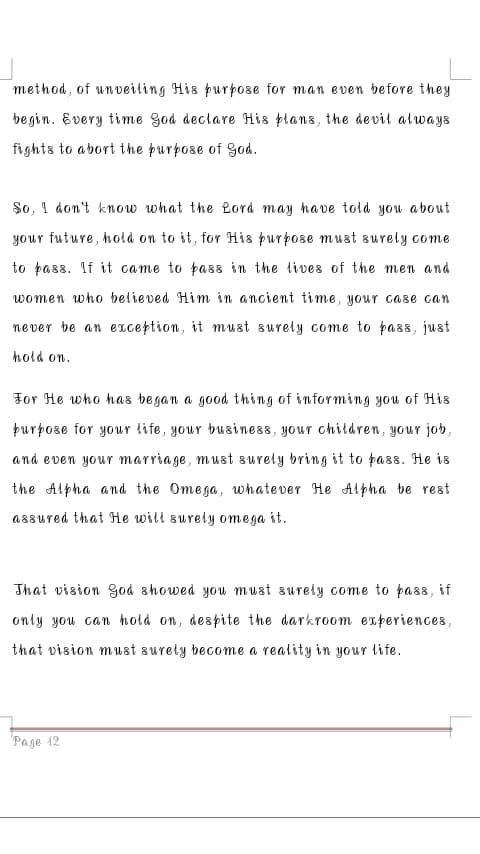 method, of unveiling His purpose for man even before they
begin. Every time God declare His plans, the devil always
fights to abort the purpose of God.
So, I don't know what the Lord may have told you about
your future, hold on to it, for His purpose must surely come
to pass. If it came to pass in the lives of the men and
women who believed Him in ancient time, your case can
never be an exception, it must surely come to pass, just
hold on.
For He who has began a good thing of informing you of His
purpose for your life, your business, your children, your job,
and even your marriage, must surely bring it to pass. He is
the Alpha and the Omega, whatever He Alpha be rest
assured that He will surely omega it.
That vision God showed you must surely come to pass, if
only you can hold on, despite the darkroom experiences,
that vision must surely become a reality in your life.
Page 12